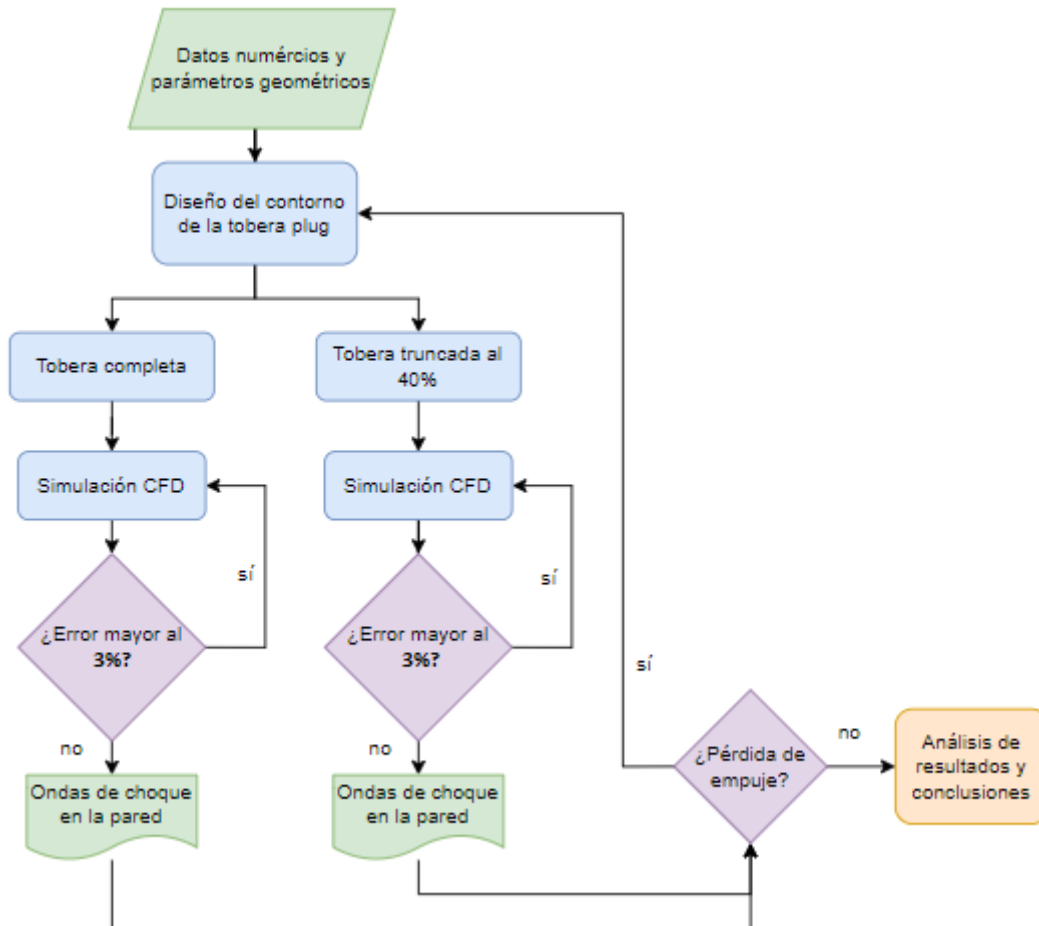 Datos numércios y
parámetros geométricos
Diseño del contorno
de la tobera plug
Tobera completa
Tobera truncada al
40%
Simulación CFD
Simulación CFD
sí
sí
¿Error mayor al
3%?
¿Error mayor al
3%?
sí
no
no
¿Pérdida de
empuje?
no
Análisis de
resultados y
conclusiones
Ondas de choque
en la pared
Ondas de choque
en la pared